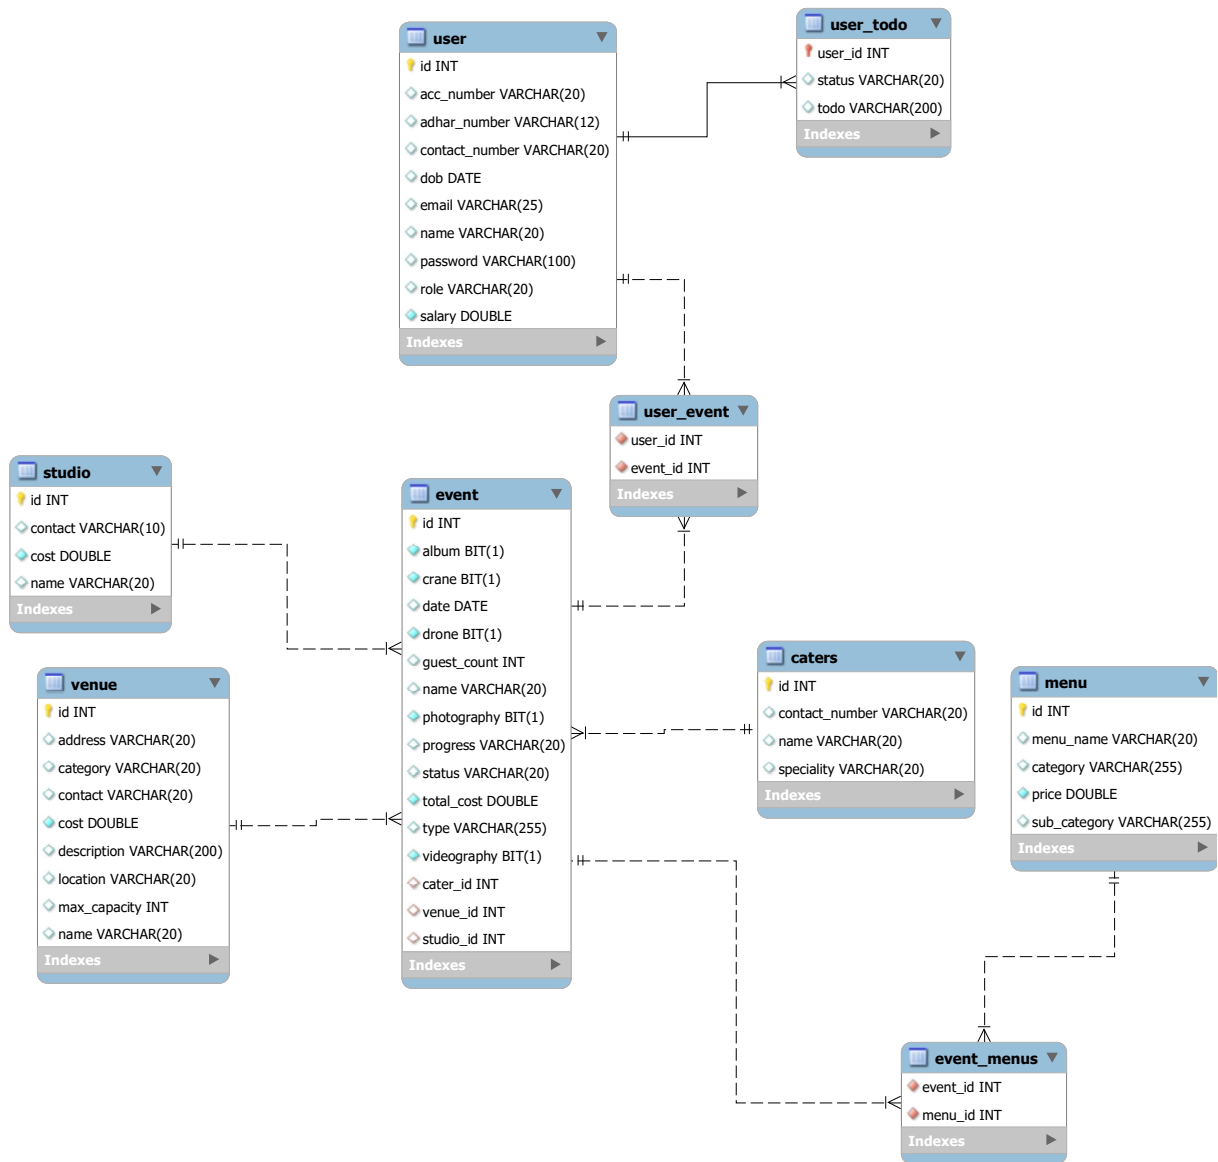 user
id INT
acc_number VARCHAR(20)
adhar_number VARCHAR(12)
contact_number VARCHAR(20)
dob DATE
email VARCHAR(25)
name VARCHAR(20)
password VARCHAR(100)
role VARCHAR(20)
salary DOUBLE
Indexes
user_todo
user_id INT
status VARCHAR(20)
todo VARCHAR(200)
Indexes
user_event
user_id INT
event_id INT
Indexes
studio
id INT
contact VARCHAR(10)
cost DOUBLE
name VARCHAR(20)
Indexes
event
id INT
album BIT(1)
crane BIT(1)
date DATE
drone BIT(1)
guest_count INT
name VARCHAR(20)
photography BIT(1)
progress VARCHAR(20)
status VARCHAR(20)
total_cost DOUBLE
type VARCHAR(255)
videography BIT(1)
cater_id INT
venue_id INT
studio_id INT
Indexes
venue
id INT
address VARCHAR(20)
category VARCHAR(20)
contact VARCHAR(20)
cost DOUBLE
description VARCHAR(200)
location VARCHAR(20)
max_capacity INT
name VARCHAR(20)
Indexes
caters
id INT
contact_number VARCHAR(20)
name VARCHAR(20)
speciality VARCHAR(20)
Indexes
menu
id INT
menu_name VARCHAR(20)
category VARCHAR(255)
price DOUBLE
sub_category VARCHAR(255)
Indexes
event_menus
event_id INT
menu_id INT
Indexes